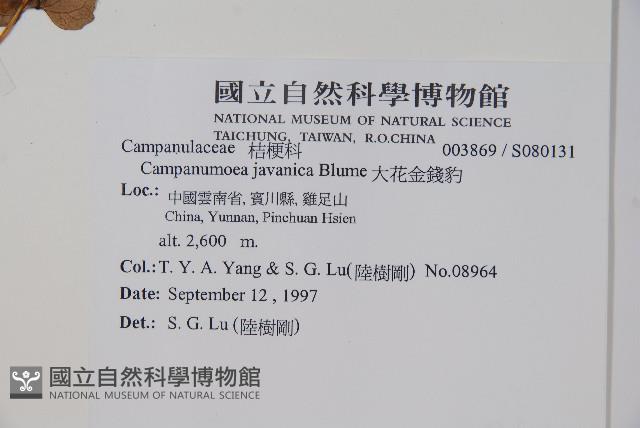 國立自然科學博物館
NATIONAL MUSEUM OF NATURAL SCIENCE
TAICHUNG, TAIWAN, R.O.CHINA
Campanulaceae 桔梗科 003869 / S080131
Campanumoea javanica Blume 大花金錢豹
Loc.: 中國雲南省, 賓川縣, 雞足山
China, Yunnan, Pinchuan Hsien
alt. 2,600 m.
Col.: T. Y. A. Yang & S. G. Lu(陸樹剛) No.08964
Date: September 12 , 1997
Det.: S. G. Lu (陸樹剛)
國立自然科學博物館
NATIONAL MUSEUM OF NATURAL SCIENCE